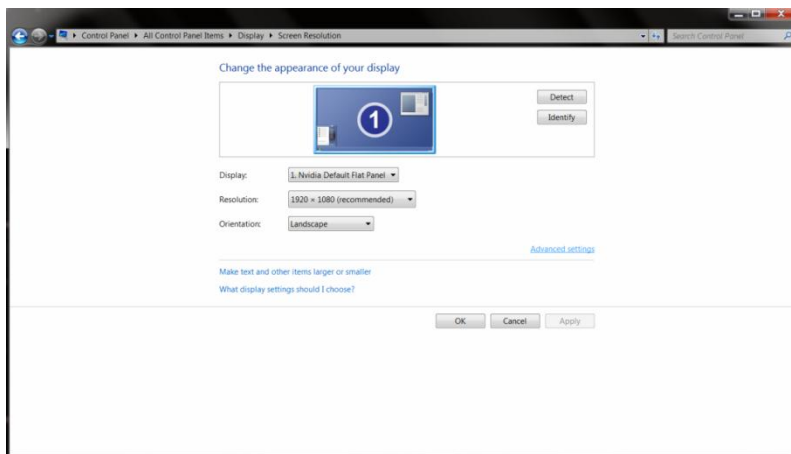 Control Panel ▸ All Control Panel Items ▸ Display ▸ Screen Resolution
Search Control Panel
Change the appearance of your display
1
Detect
Identify
Display:
1. Nvidia Default Flat Panel
Resolution:
1920 × 1080 (recommended)
Orientation:
Landscape
Advanced settings
Make text and other items larger or smaller
What display settings should I choose?
OK
Cancel
Apply